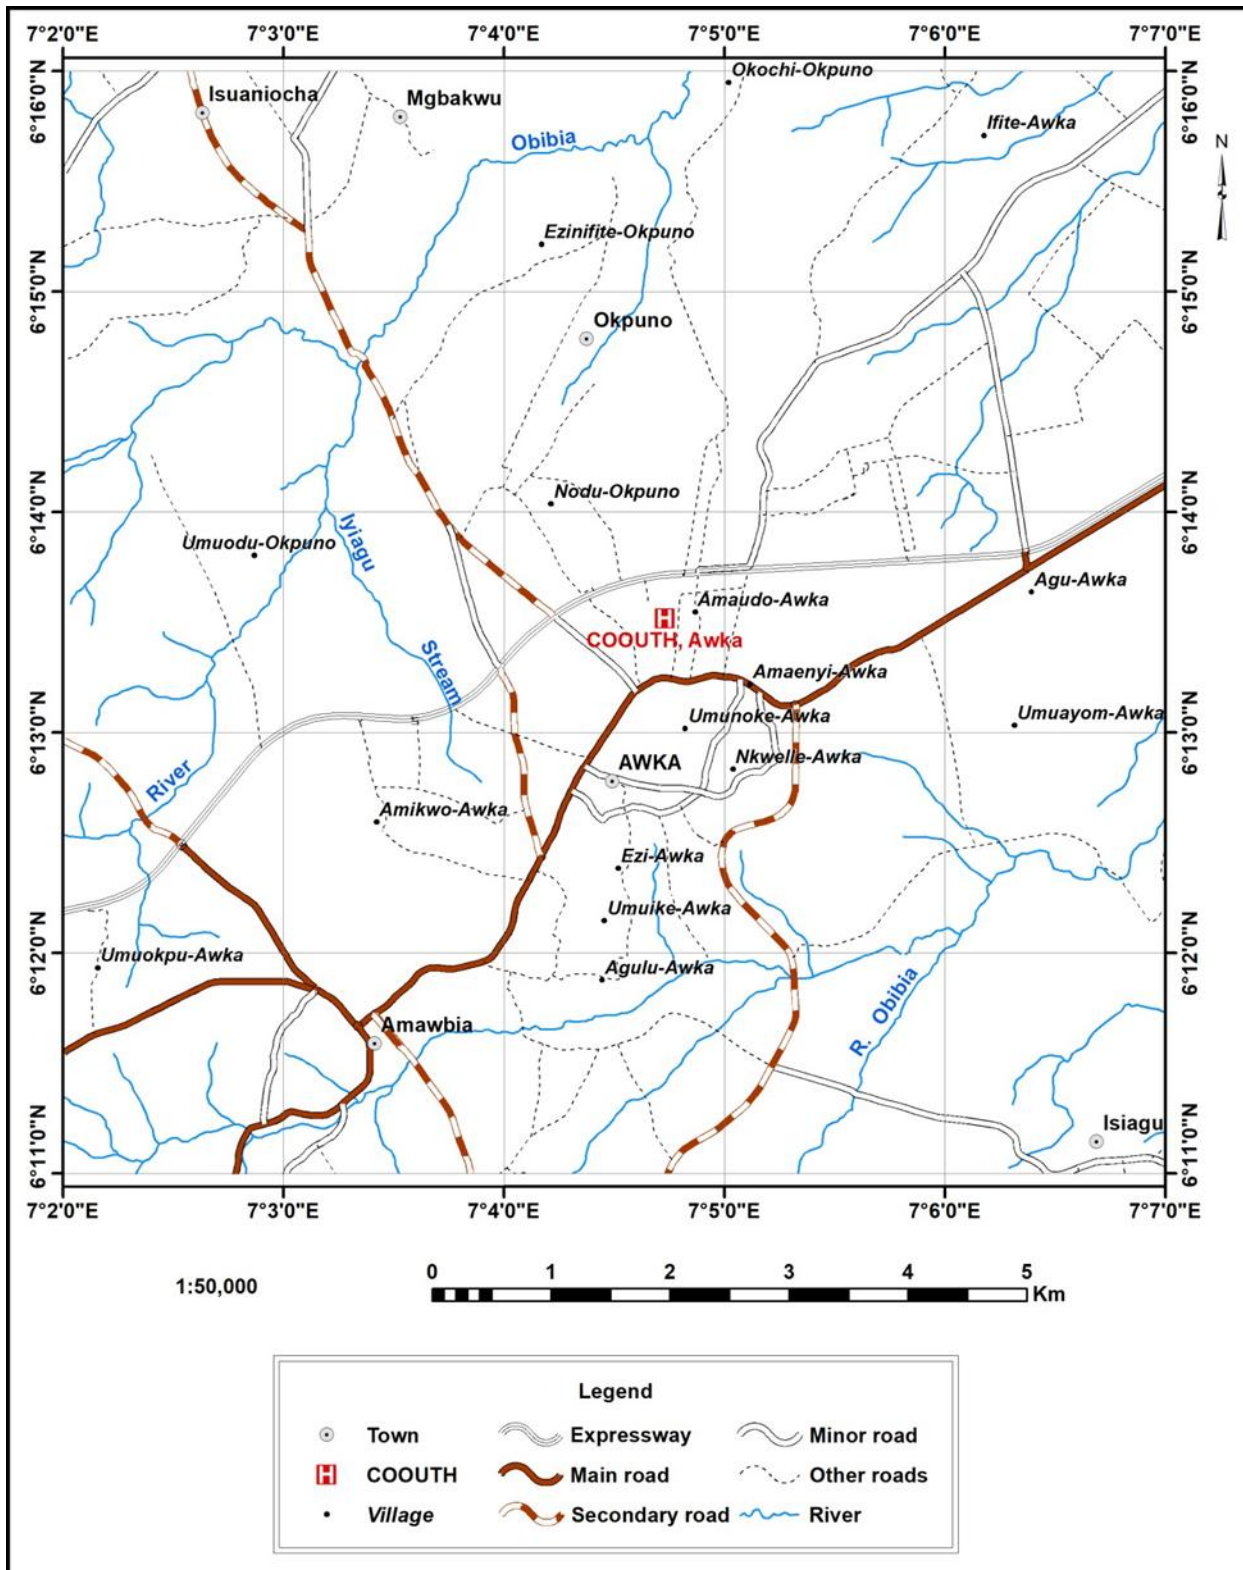 7°2'0"E 7°3'0"E 7°4'0"E 7°5'0"E 7°6'0"E 7°7'0"E
6°16'0"N
6°16'0"N
Okochi-Okpuno
Isuaniocha
Mgbakwu
Ifite-Awka
Obibia
N
Ezinifite-Okpuno
6°15'0"N
6°15'0"N
Okpuno
Nodu-Okpuno
6°14'0"N
6°14'0"N
Iyiagu
Umuodu-Okpuno
Agu-Awka
Amaudo-Awka
H
COOUTH, Awka
Stream
Amaenyi-Awka
6°13'0"N
6°13'0"N
Umunoke-Awka
Umuayom-Awka
AWKA
Nkwelle-Awka
River
Amikwo-Awka
Ezi-Awka
Umuike-Awka
6°12'0"N
6°12'0"N
Umuokpu-Awka
Agulu-Awka
R. Obibia
Amawbia
Isiagu
6°11'0"N
6°11'0"N
7°2'0"E 7°3'0"E 7°4'0"E 7°5'0"E 7°6'0"E 7°7'0"E
1:50,000
0 1 2 3 4 5
Km
Legend
Town Expressway Minor road
H COOUTH Main road Other roads
Village Secondary road River